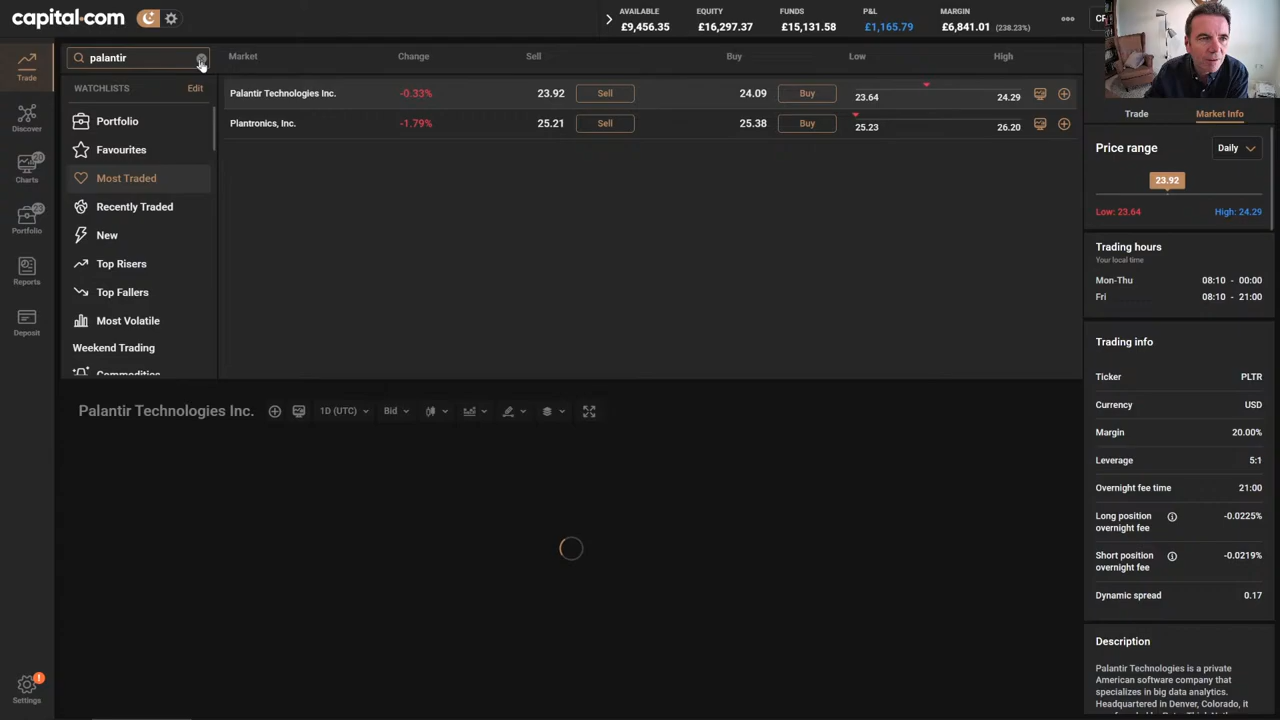 capital.com
AVAILABLE
£9,456.35
EQUITY
£16,297.37
FUNDS
£15,131.58
P&L
£1,165.79
MARGIN
£6,841.01 (238.23%)
Trade
Discover
Charts
20
Portfolio
23
Reports
Deposit
Settings
!
palantir
WATCHLISTS Edit
Portfolio
Favourites
Most Traded
Recently Traded
New
Top Risers
Top Fallers
Most Volatile
Weekend Trading
Commodities
Market Change Sell Buy Low High
Palantir Technologies Inc. -0.33% 23.92 Sell 24.09 Buy 23.64 24.29
Plantronics, Inc. -1.79% 25.21 Sell 25.38 Buy 25.23 26.20
Palantir Technologies Inc. 1D (UTC) Bid
Trade Market Info
Price range Daily
23.92
Low: 23.64 High: 24.29
Trading hours
Your local time
Mon-Thu 08:10 - 00:00
Fri 08:10 - 21:00
Trading info
Ticker PLTR
Currency USD
Margin 20.00%
Leverage 5:1
Overnight fee time 21:00
Long position -0.0225%
overnight fee
Short position -0.0219%
overnight fee
Dynamic spread 0.17
Description
Palantir Technologies is a private
American software company that
specializes in big data analytics.
Headquartered in Denver, Colorado, it